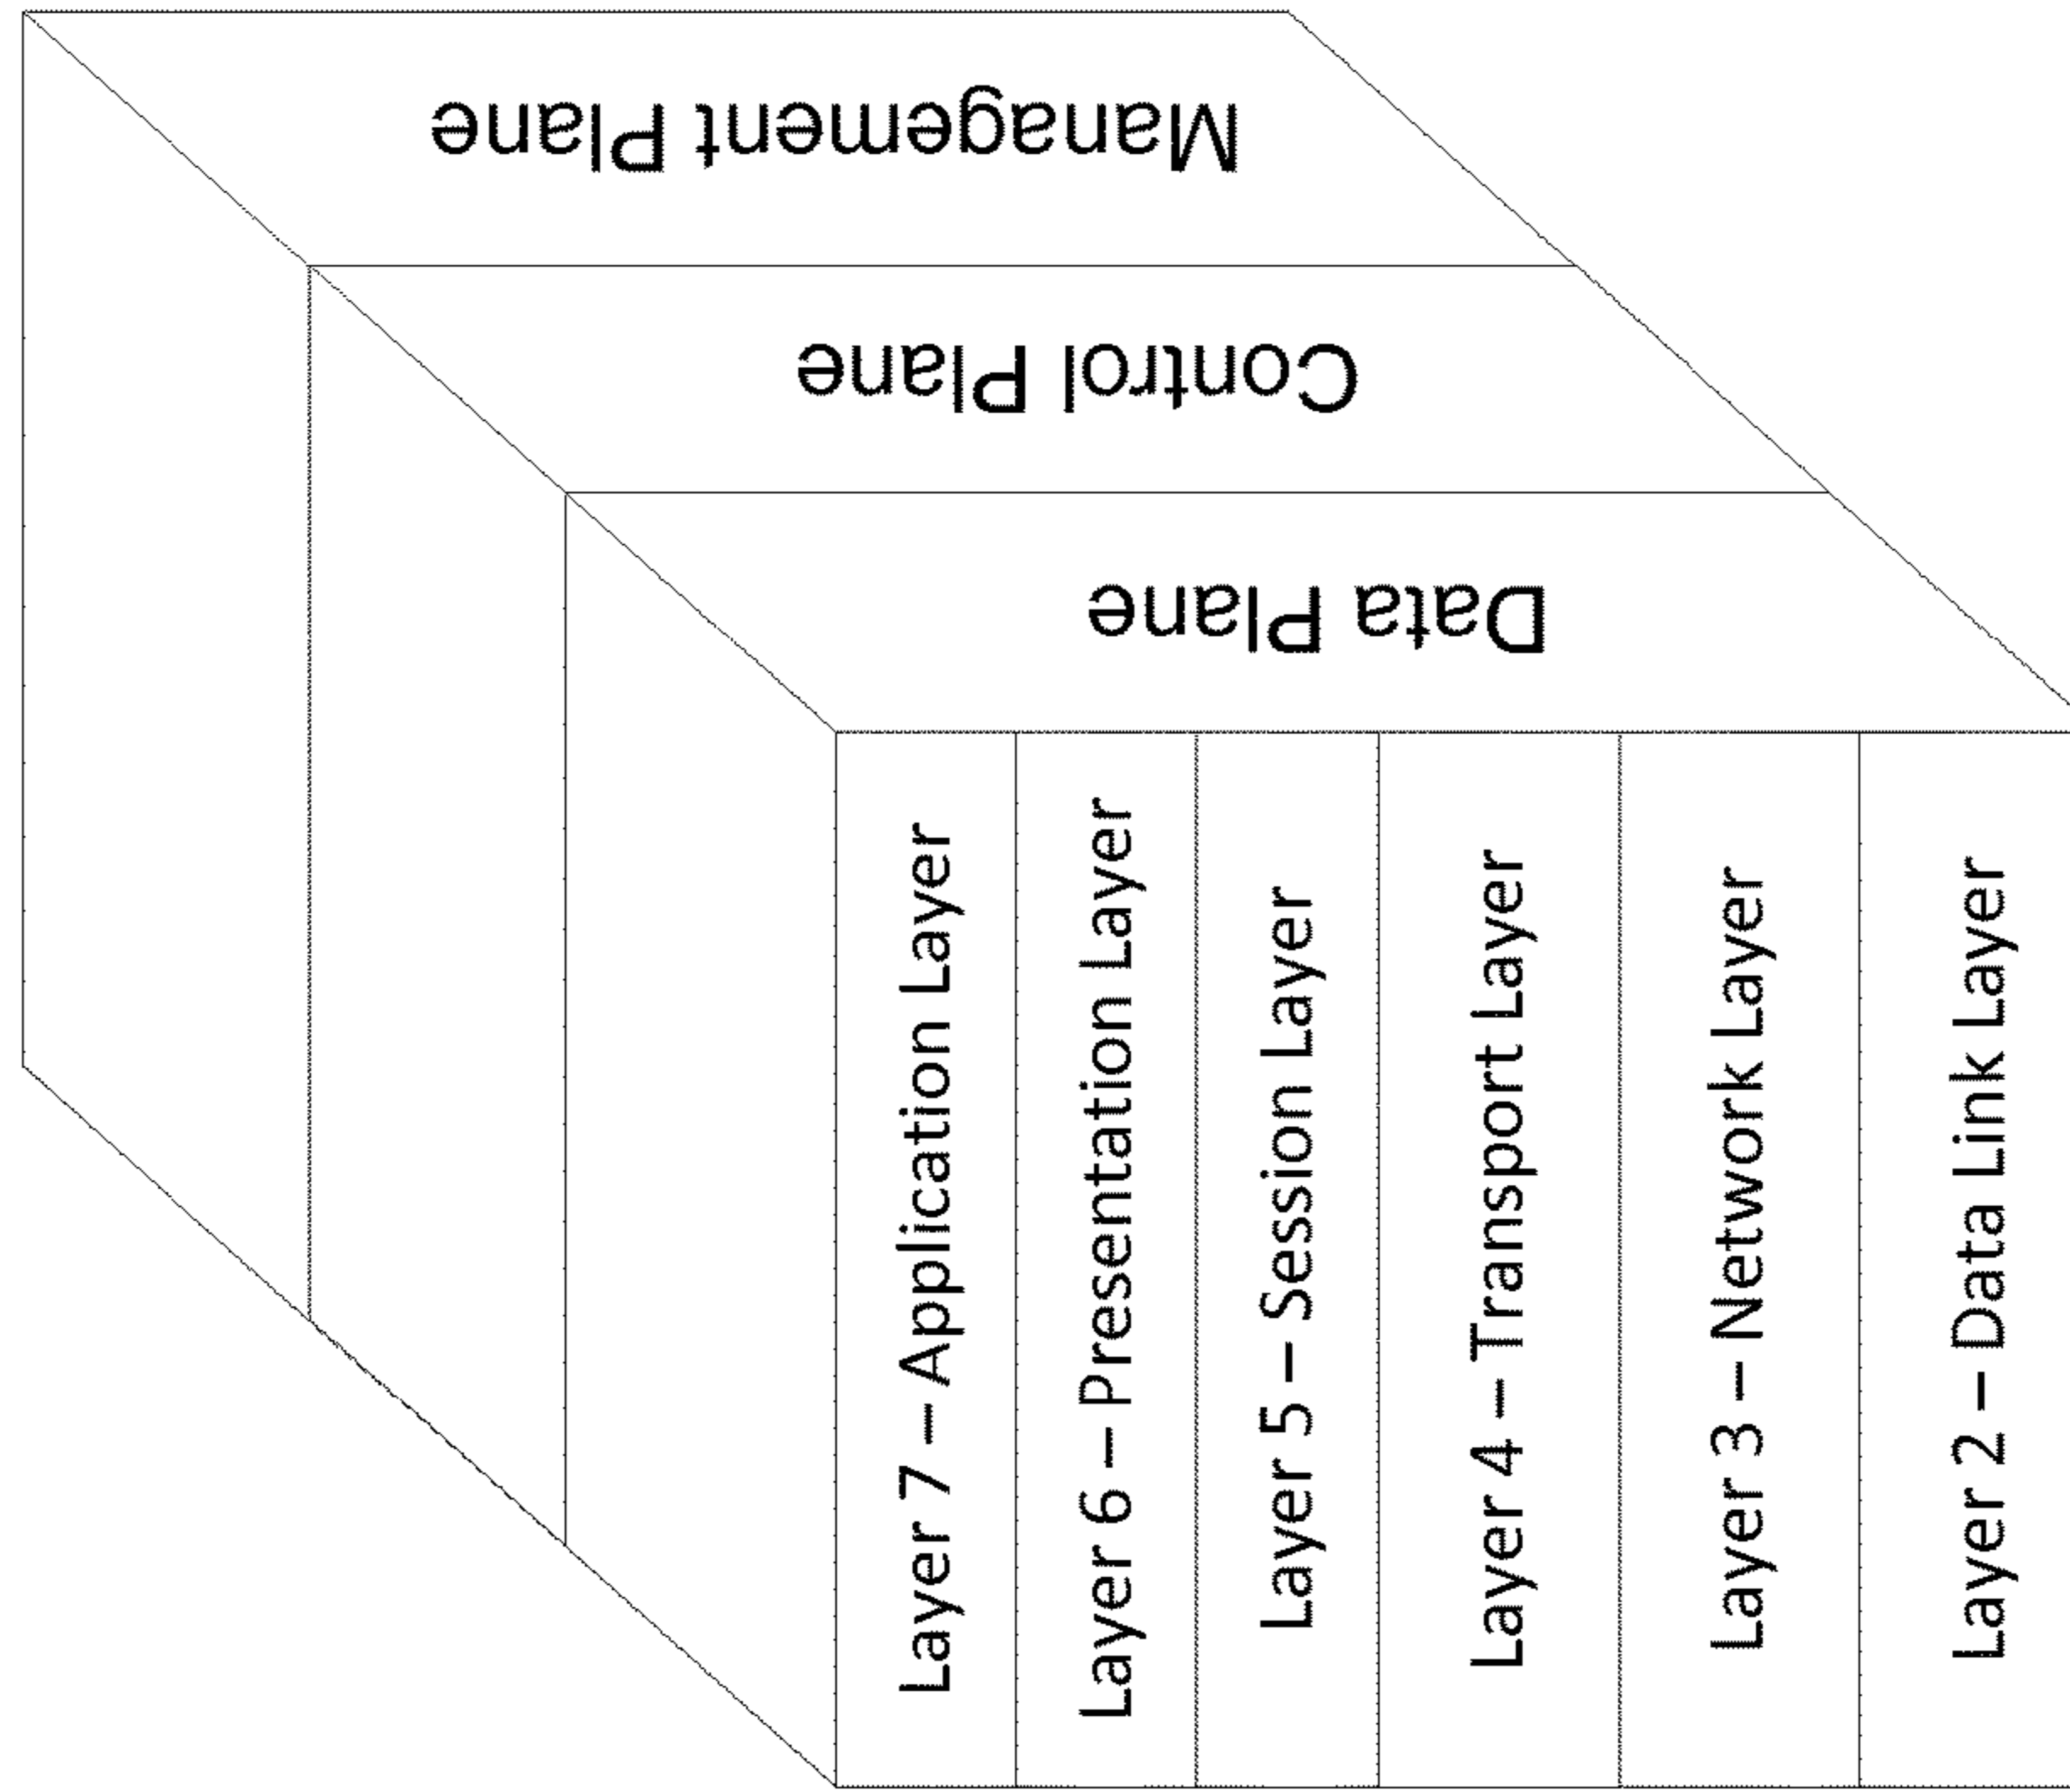 Management Plane
Control Plane
Data Plane
Layer 7 – Application Layer
Layer 6 – Presentation Layer
Layer 5 – Session Layer
Layer 4 – Transport Layer
Layer 3 – Network Layer
Layer 2 – Data Link Layer